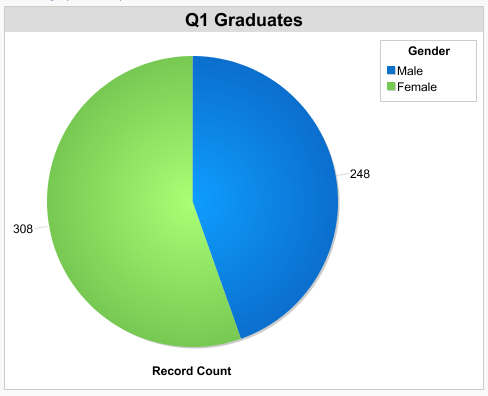 Q1 Graduates
Gender
Male
Female
248
308
Record Count